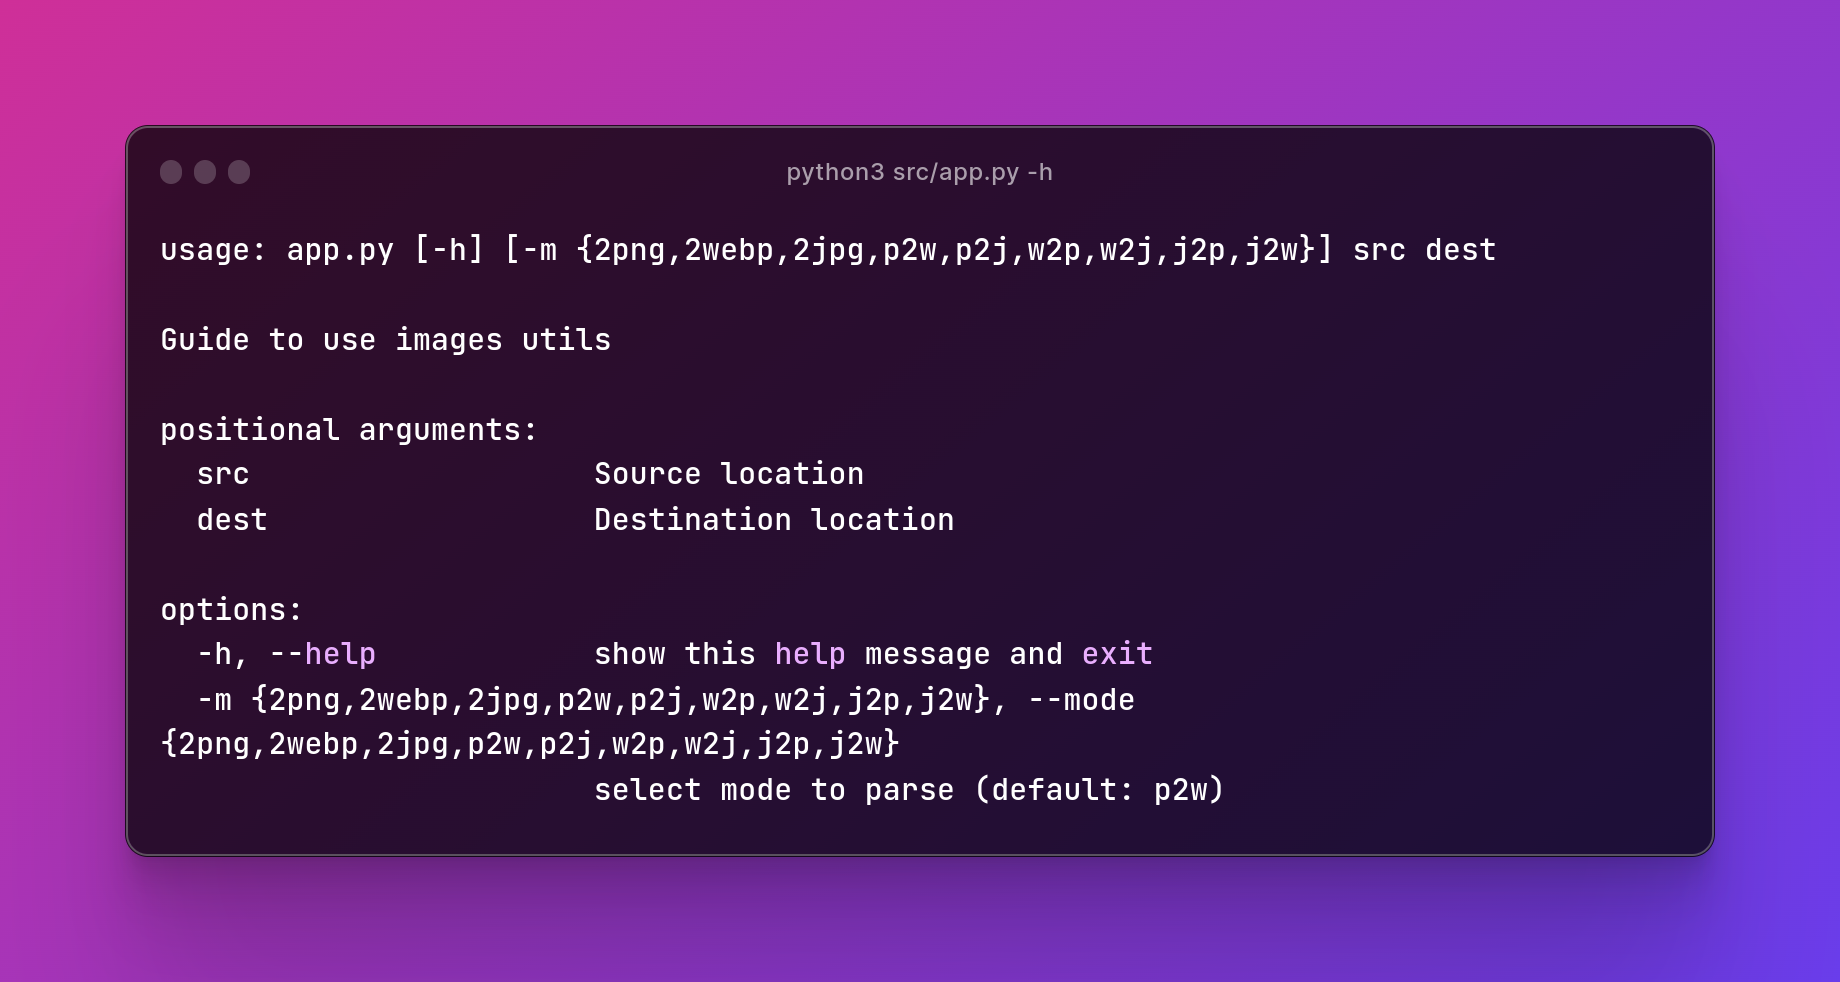 python3 src/app.py -h
usage: app.py [-h] [-m {2png,2webp,2jpg,p2w,p2j,w2p,w2j,j2p,j2w}] src dest
Guide to use images utils
positional arguments:
  src                   Source location
  dest                  Destination location
options:
  -h, --help            show this help message and exit
  -m {2png,2webp,2jpg,p2w,p2j,w2p,w2j,j2p,j2w}, --mode
{2png,2webp,2jpg,p2w,p2j,w2p,w2j,j2p,j2w}
                        select mode to parse (default: p2w)